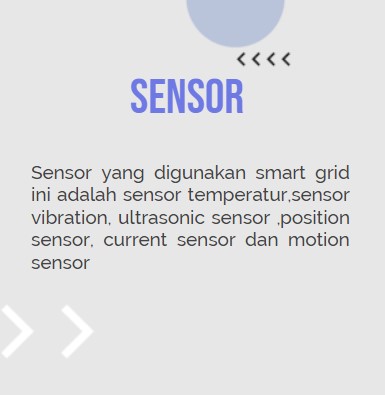 SENSOR
Sensor yang digunakan smart grid
ini adalah sensor temperatur,sensor
vibration, ultrasonic sensor ,position
sensor, current sensor dan motion
sensor